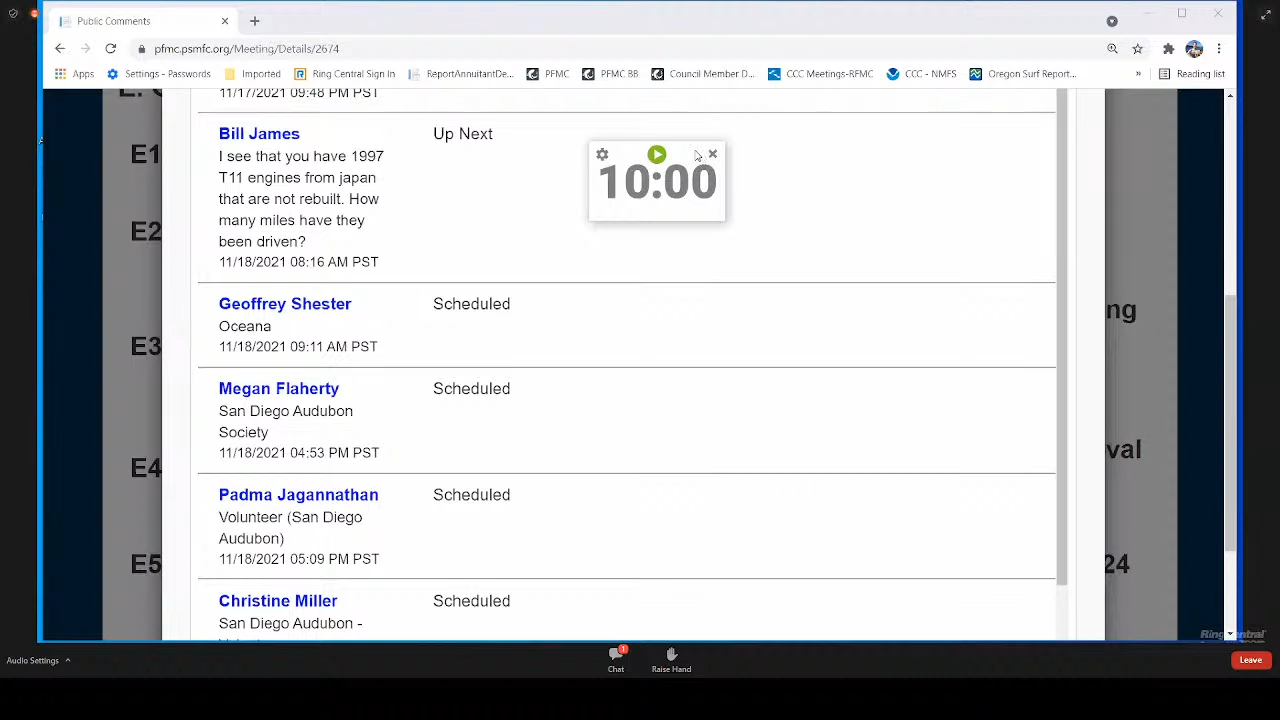 Public Comments
pfmc.psmfc.org/Meeting/Details/2674
Apps Settings - Passwords Imported Ring Central Sign In ReportAnnuitantDe... PFMC PFMC BB Council Member D... CCC Meetings-RFMC CCC - NMFS Oregon Surf Report... » Reading list
11/17/2021 09:48 PM PST
Bill James Up Next
I see that you have 1997
T11 engines from japan
that are not rebuilt. How
many miles have they
been driven?
11/18/2021 08:16 AM PST
10:00
Geoffrey Shester Scheduled
Oceana
11/18/2021 09:11 AM PST
Megan Flaherty Scheduled
San Diego Audubon
Society
11/18/2021 04:53 PM PST
Padma Jagannathan Scheduled
Volunteer (San Diego
Audubon)
11/18/2021 05:09 PM PST
Christine Miller Scheduled
San Diego Audubon -
E1
E2
E3
E4
E5
ng
val
24
RingCentral
Audio Settings
Chat 1
Raise Hand
Leave